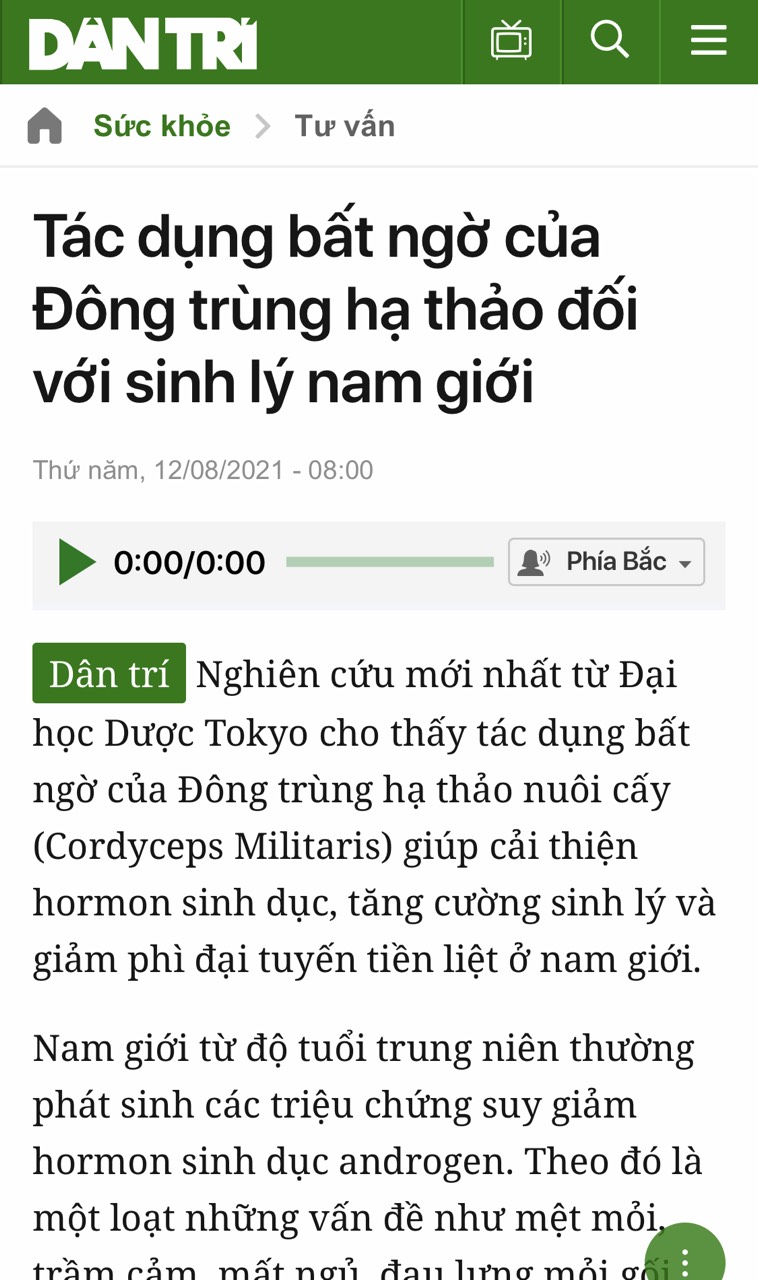 DÂN TRÍ
Sức khỏe > Tư vấn
Tác dụng bất ngờ của
Đông trùng hạ thảo đối
với sinh lý nam giới
Thứ năm, 12/08/2021 - 08:00
0:00/0:00 Phía Bắc
Dân trí Nghiên cứu mới nhất từ Đại
học Dược Tokyo cho thấy tác dụng bất
ngờ của Đông trùng hạ thảo nuôi cấy
(Cordyceps Militaris) giúp cải thiện
hormon sinh dục, tăng cường sinh lý và
giảm phì đại tuyến tiền liệt ở nam giới.
Nam giới từ độ tuổi trung niên thường
phát sinh các triệu chứng suy giảm
hormon sinh dục androgen. Theo đó là
một loạt những vấn đề như mệt mỏi,
trầm cảm, mất ngủ, đau lưng mỏi gối